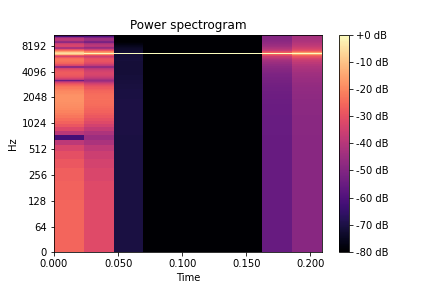 Power spectrogram
8192
4096
2048
1024
512
256
128
64
0
Hz
0.000 0.050 0.100 0.150 0.200
Time
+0 dB
-10 dB
-20 dB
-30 dB
-40 dB
-50 dB
-60 dB
-70 dB
-80 dB